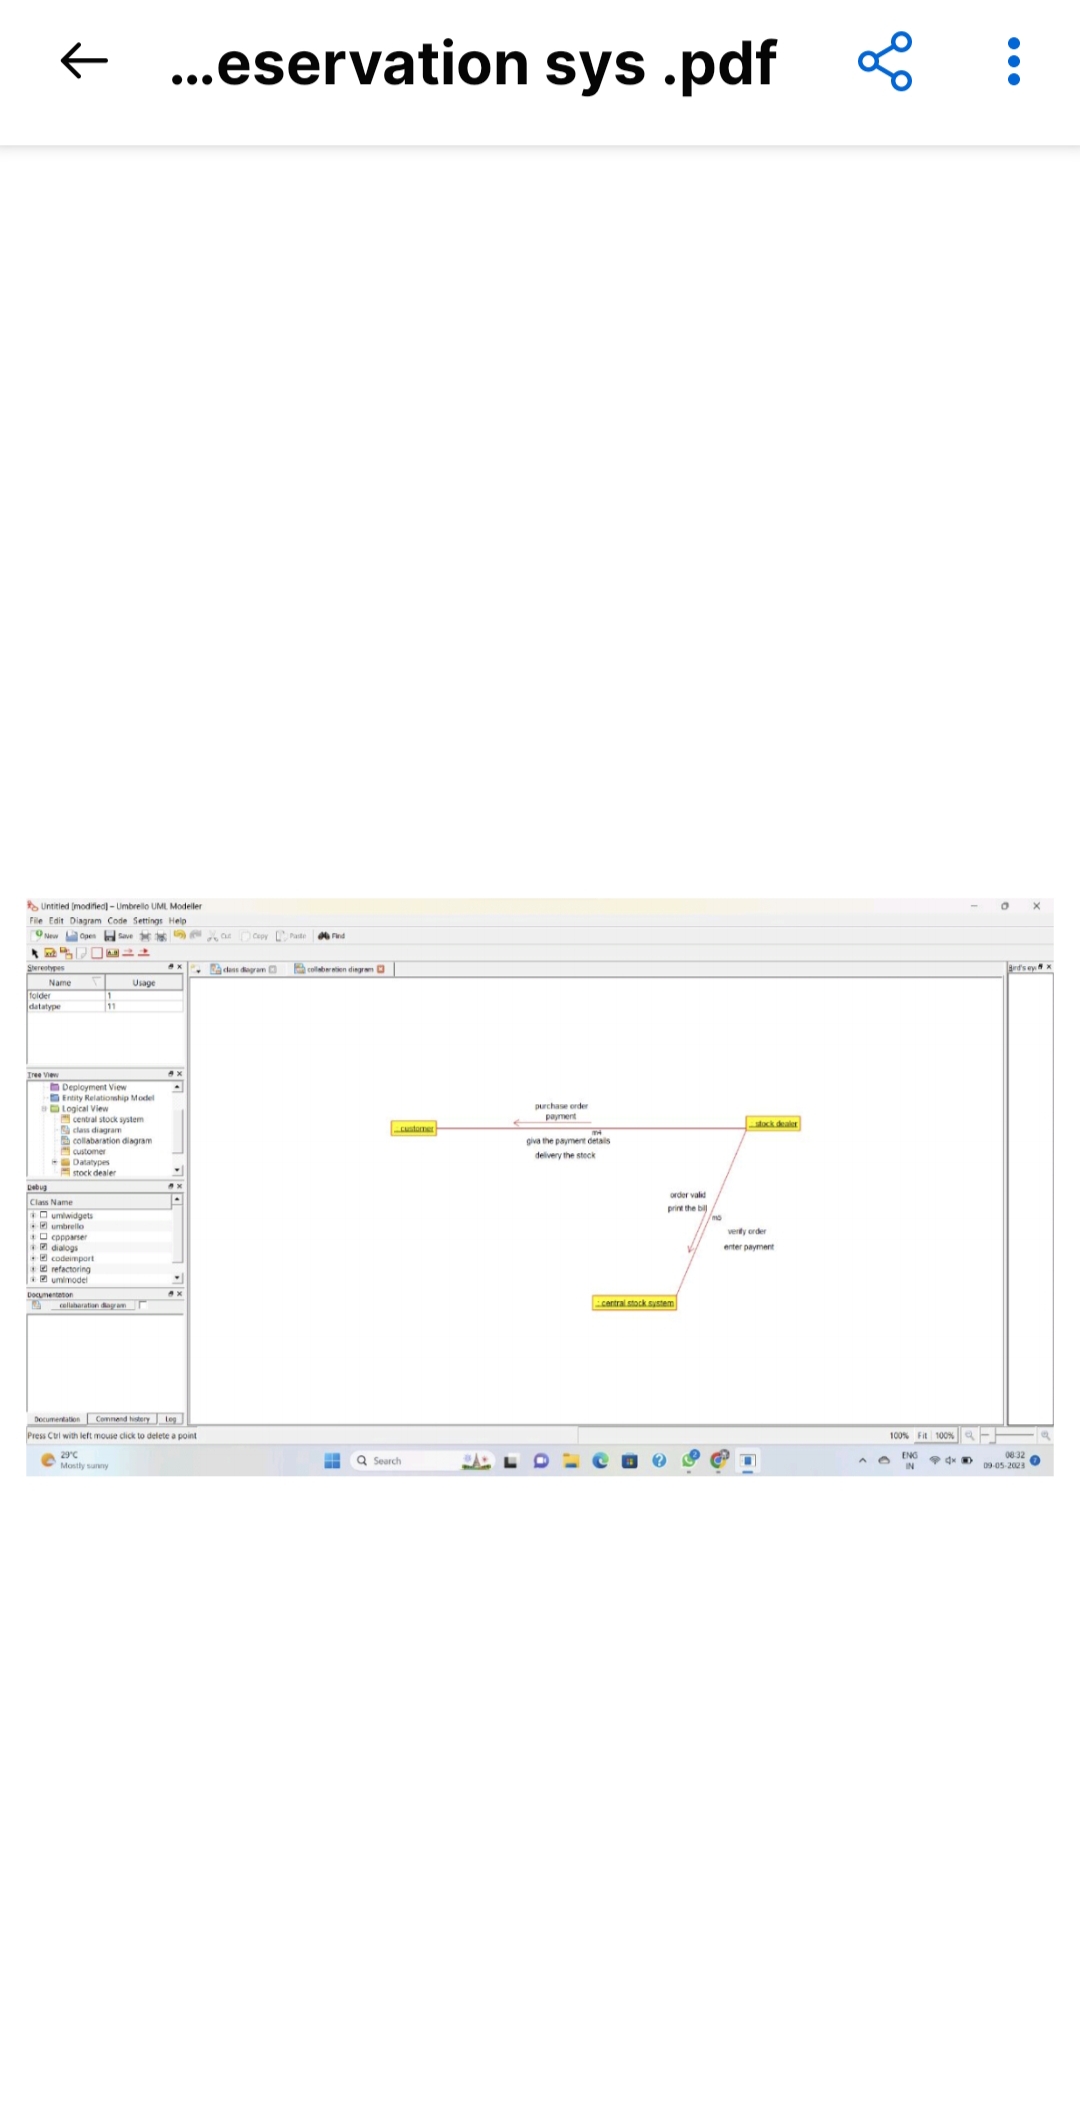 ...eservation sys .pdf
Untitled [modified] – Umbrello UML Modeller
File Edit Diagram Code Settings Help
New Open Save Cut Copy Paste Find
Stereotypes
class diagram collaberation diagram
Bird's eye
Name Usage
folder 1
datatype 11
Tree View
Deployment View
Entity Relationship Model
Logical View
central stock system
class diagram
collabaration diagram
customer
Datatypes
stock dealer
purchase order
payment
: customer
: stock dealer
m4
giva the payment details
delivery the stock
order valid
print the bill
m5
verify order
enter payment
: central stock system
Debug
Class Name
umlwidgets
umbrello
cppparser
dialogs
codeimport
refactoring
umlmodel
Documentation
collabaration diagram
Documentation Command history Log
Press Ctrl with left mouse click to delete a point
100% Fit 100%
29°C
Mostly sunny
Search
ENG
IN
08:32
09-05-2023